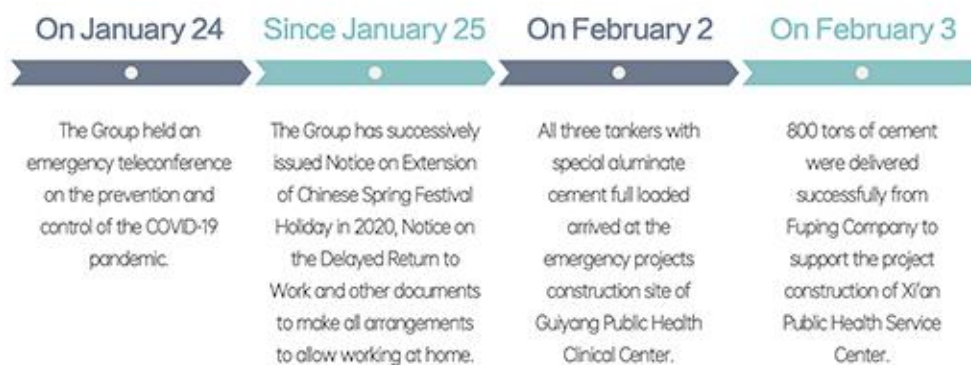 On January 24
The Group held an
emergency teleconference
on the prevention and
control of the COVID-19
pandemic.
Since January 25
The Group has successively
issued Notice on Extension
of Chinese Spring Festival
Holiday in 2020, Notice on
the Delayed Return to
Work and other documents
to make all arrangements
to allow working at home.
On February 2
All three tankers with
special aluminate
cement full loaded
arrived at the
emergency projects
construction site of
Guiyang Public Health
Clinical Center.
On February 3
800 tons of cement
were delivered
successfully from
Fuping Company to
support the project
construction of Xi'an
Public Health Service
Center.